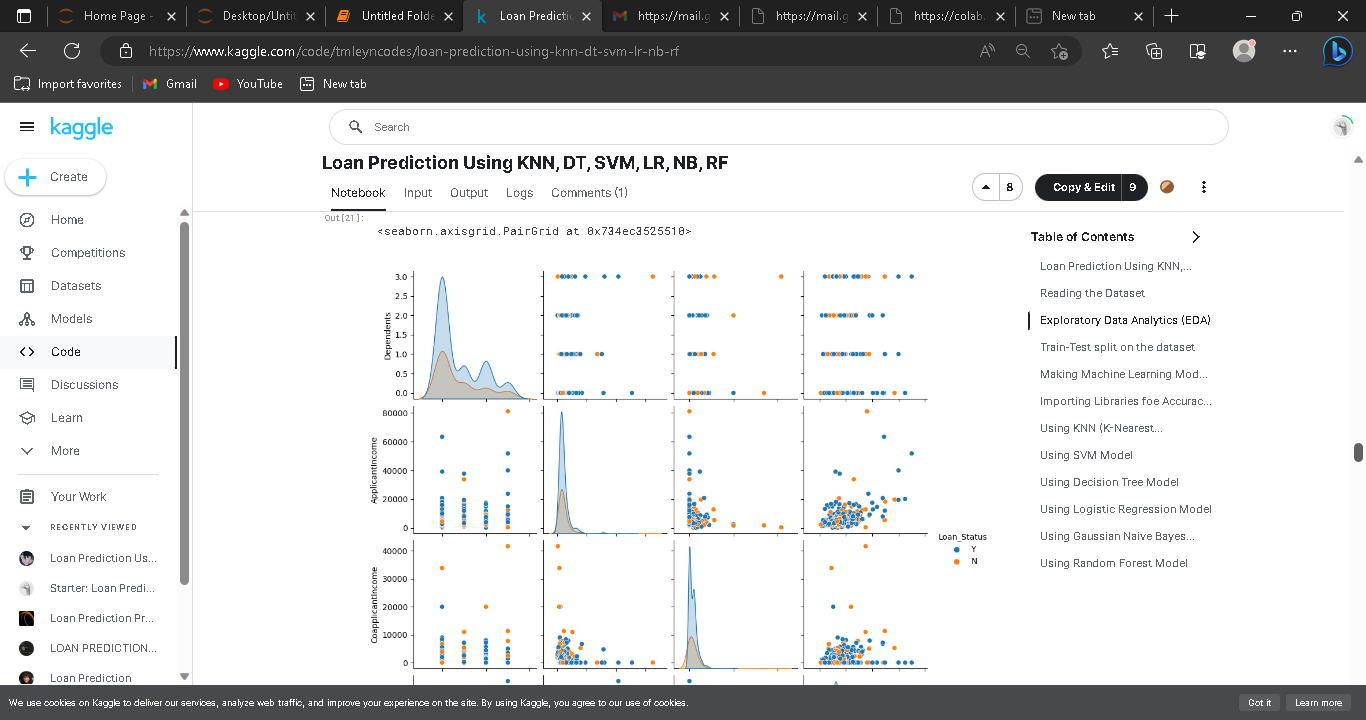 Home Page -
Desktop/Unti
Untitled Folde
Loan Predictio
https://mail.g
https://mail.g
https://colab.
New tab
https://www.kaggle.com/code/tmleyncodes/loan-prediction-using-knn-dt-svm-lr-nb-rf
Import favorites
Gmail
YouTube
New tab
kaggle
Search
Create
Home
Competitions
Datasets
Models
Code
Discussions
Learn
More
Your Work
RECENTLY VIEWED
Loan Prediction Us...
Starter: Loan Predi...
Loan Prediction Pr...
LOAN PREDICTION...
Loan Prediction
Loan Prediction Using KNN, DT, SVM, LR, NB, RF
Notebook Input Output Logs Comments (1)
8
Copy & Edit 9
Out[21]:
<seaborn.axisgrid.PairGrid at 0x734ec3525510>
3.0
2.5
2.0
1.5
1.0
0.5
0.0
Dependents
80000
60000
40000
20000
0
ApplicantIncome
40000
30000
20000
10000
0
CoapplicantIncome
Loan_Status
Y
N
Table of Contents
Loan Prediction Using KNN,...
Reading the Dataset
Exploratory Data Analytics (EDA)
Train-Test split on the dataset
Making Machine Learning Mod...
Importing Libraries foe Accurac...
Using KNN (K-Nearest...
Using SVM Model
Using Decision Tree Model
Using Logistic Regression Model
Using Gaussian Naive Bayes...
Using Random Forest Model
We use cookies on Kaggle to deliver our services, analyze web traffic, and improve your experience on the site. By using Kaggle, you agree to our use of cookies.
Got it
Learn more